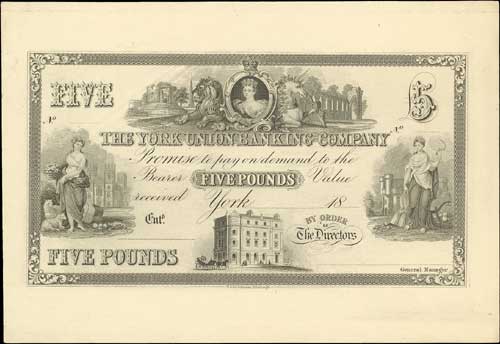 FIVE 5
No No
THE YORK UNION BANKING COMPANY
Promise to pay on demand to the
Bearer FIVE POUNDS Value
received York 18
Entd.
BY ORDER
OF
The Directors
FIVE POUNDS
General Manager